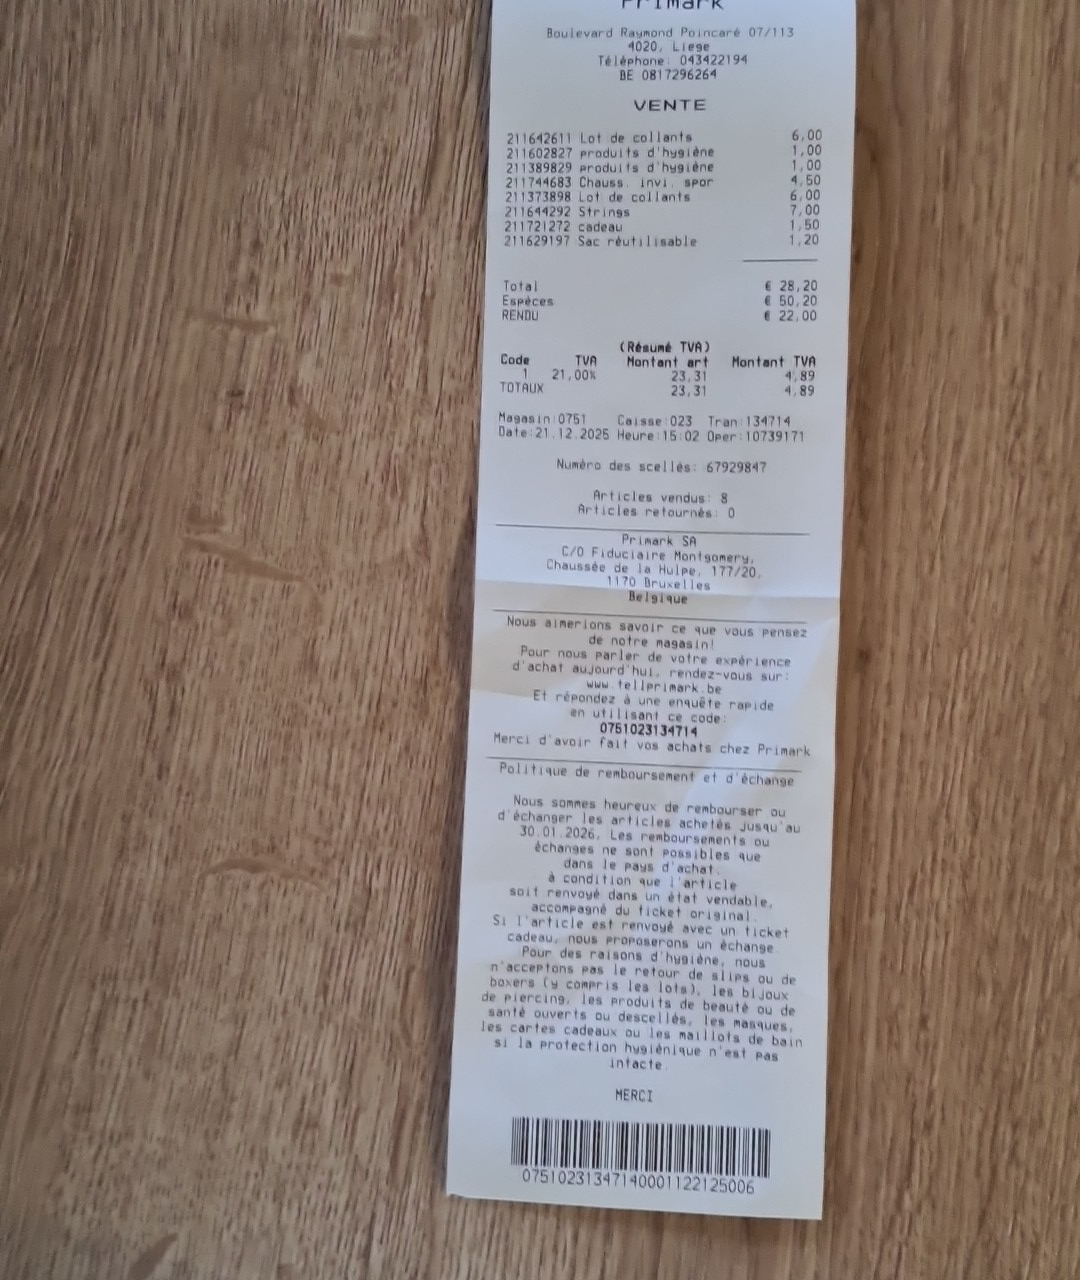 Primark
Boulevard Raymond Poincaré 07/113
4020, Liege
Téléphone: 043422194
BE 0817296264
VENTE
211642611 Lot de collants 6,00
211602827 produits d'hygiène 1,00
211389829 produits d'hygiène 1,00
211744683 Chauss. invi. spor 4,50
211373898 Lot de collants 6,00
211644292 Strings 7,00
211721272 cadeau 1,50
211629197 Sac réutilisable 1,20
Total € 28,20
Espèces € 50,20
RENDU € 22,00
(Résumé TVA)
Code TVA Montant art Montant TVA
1 21,00% 23,31 4,89
TOTAUX 23,31 4,89
Magasin:0751 Caisse:023 Tran:134714
Date:21.12.2025 Heure:15:02 Oper:10739171
Numéro des scellés: 67929847
Articles vendus: 8
Articles retournés: 0
Primark SA
C/O Fiduciaire Montgomery,
Chaussée de la Hulpe, 177/20,
1170 Bruxelles
Belgique
Nous aimerions savoir ce que vous pensez
de notre magasin!
Pour nous parler de votre expérience
d'achat aujourd'hui, rendez-vous sur:
www.tellprimark.be
Et répondez à une enquête rapide
en utilisant ce code:
0751023134714
Merci d'avoir fait vos achats chez Primark
Politique de remboursement et d'échange
Nous sommes heureux de rembourser ou
d'échanger les articles achetés jusqu'au
30.01.2026. Les remboursements ou
échanges ne sont possibles que
dans le pays d'achat.
à condition que l'article
soit renvoyé dans un état vendable,
accompagné du ticket original.
Si l'article est renvoyé avec un ticket
cadeau, nous proposerons un échange.
Pour des raisons d'hygiène, nous
n'acceptons pas le retour de slips ou de
boxers (y compris les lots), les bijoux
de piercing, les produits de beauté ou de
santé ouverts ou descellés, les masques,
les cartes cadeaux ou les maillots de bain
si la protection hygiénique n'est pas
intacte.
MERCI
07510231347140001122125006